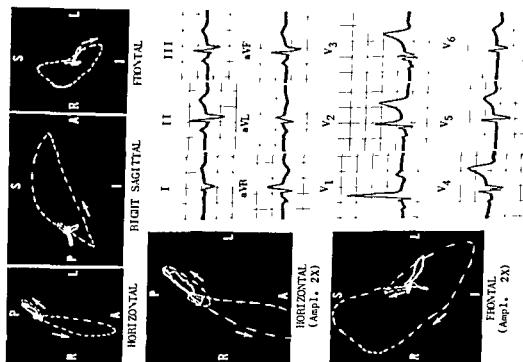 P
R L
A
HORIZONTAL
S
P A
I
RIGHT SAGITTAL
S
R L
I
FRONTAL
P
R L
A
HORIZONTAL
(Ampl. 2X)
I II III
aVR aVL aVF
S
R L
I
FRONTAL
(Ampl. 2X)
V1 V2 V3
V4 V5 V6